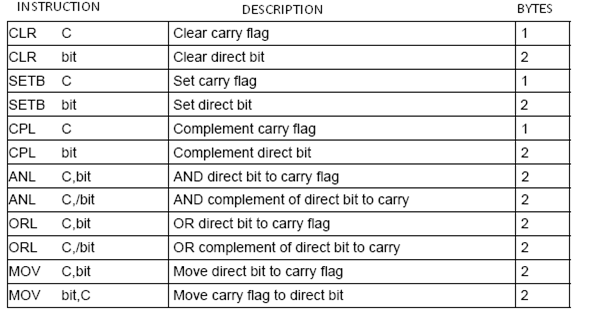 INSTRUCTION DESCRIPTION BYTES
CLR C Clear carry flag 1
CLR bit Clear direct bit 2
SETB C Set carry flag 1
SETB bit Set direct bit 2
CPL C Complement carry flag 1
CPL bit Complement direct bit 2
ANL C,bit AND direct bit to carry flag 2
ANL C,/bit AND complement of direct bit to carry 2
ORL C,bit OR direct bit to carry flag 2
ORL C,/bit OR complement of direct bit to carry 2
MOV C,bit Move direct bit to carry flag 2
MOV bit,C Move carry flag to direct bit 2